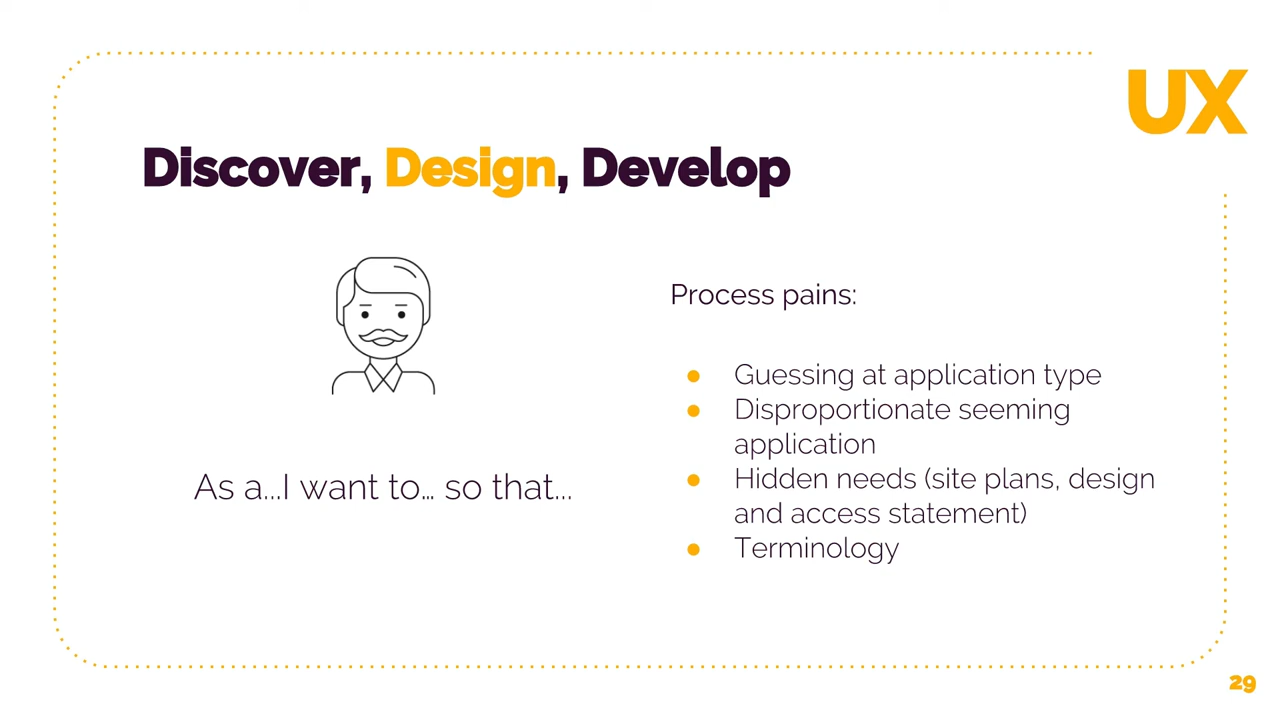 UX
Discover, Design, Develop
As a...I want to... so that...
Process pains:
● Guessing at application type
● Disproportionate seeming
application
● Hidden needs (site plans, design
and access statement)
● Terminology
29